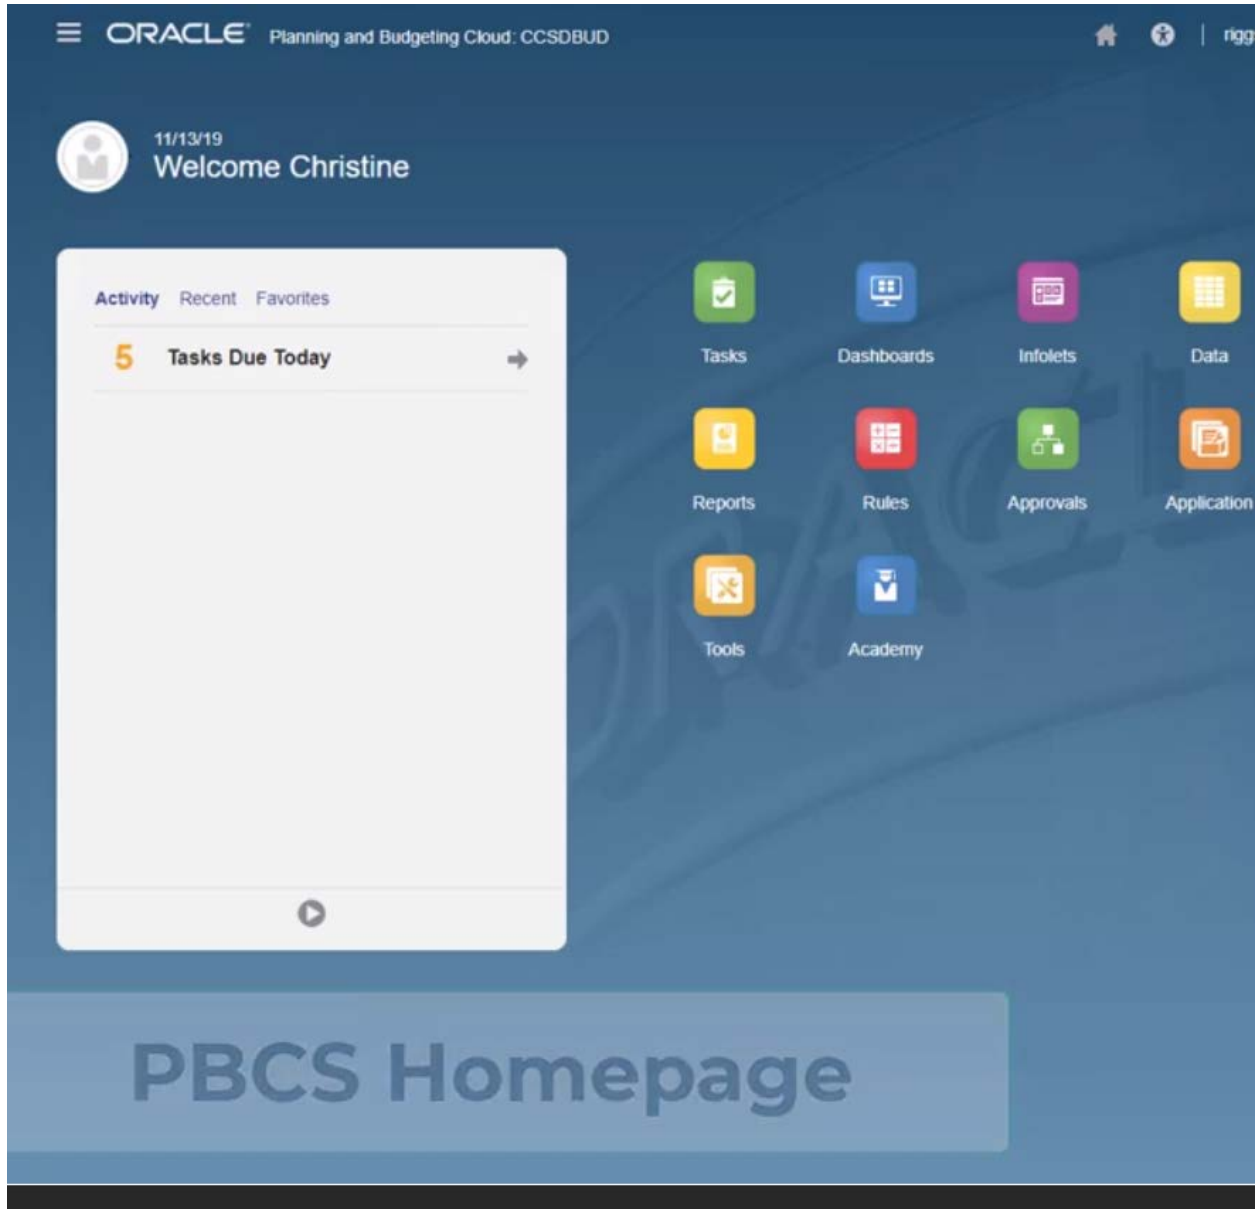 ORACLE Planning and Budgeting Cloud: CCSDBUD
11/13/19
Welcome Christine
Activity Recent Favorites
5 Tasks Due Today
Tasks Dashboards Infolets Data
Reports Rules Approvals Application
Tools Academy
ORACL
PBCS Homepage